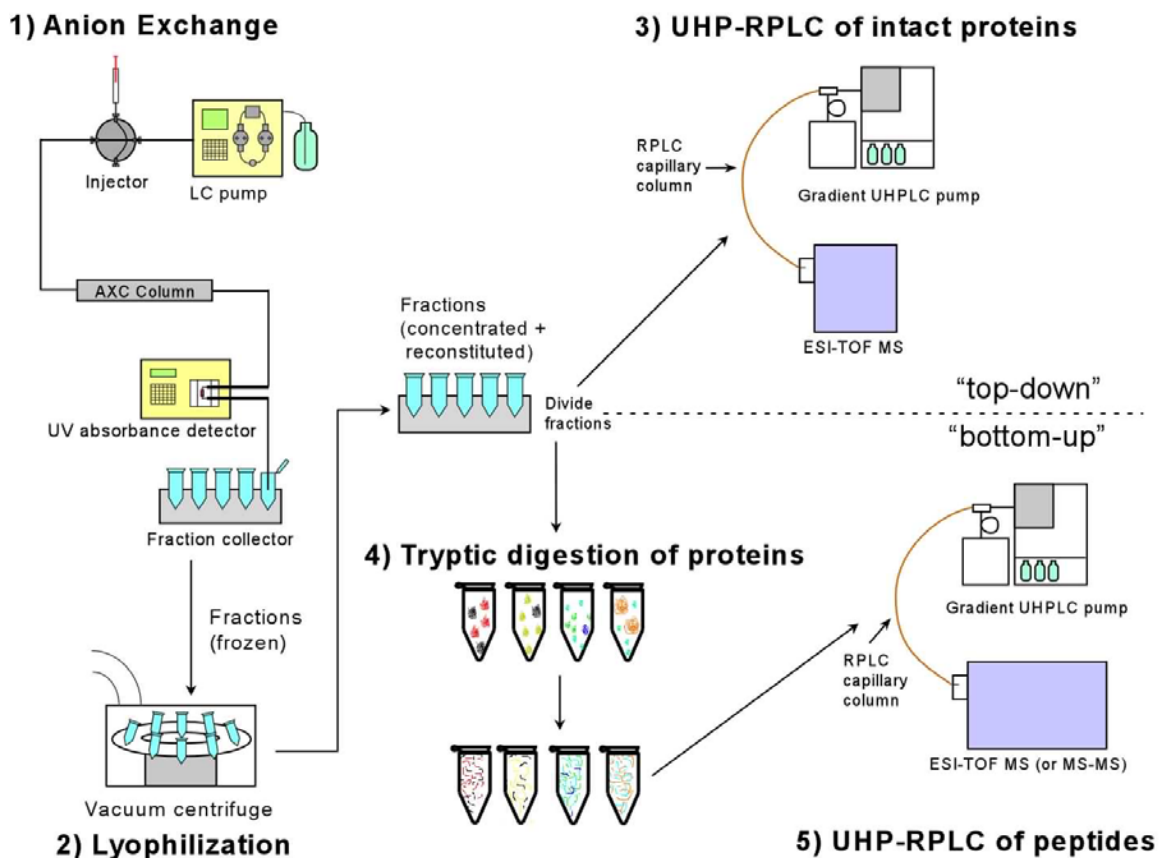 1) Anion Exchange
Injector
LC pump
AXC Column
UV absorbance detector
Fraction collector
Fractions
(frozen)
Vacuum centrifuge
2) Lyophilization
Fractions
(concentrated +
reconstituted)
Divide
fractions
3) UHP-RPLC of intact proteins
RPLC
capillary
column
Gradient UHPLC pump
ESI-TOF MS
“top-down”
“bottom-up”
4) Tryptic digestion of proteins
Gradient UHPLC pump
RPLC
capillary
column
ESI-TOF MS (or MS-MS)
5) UHP-RPLC of peptides